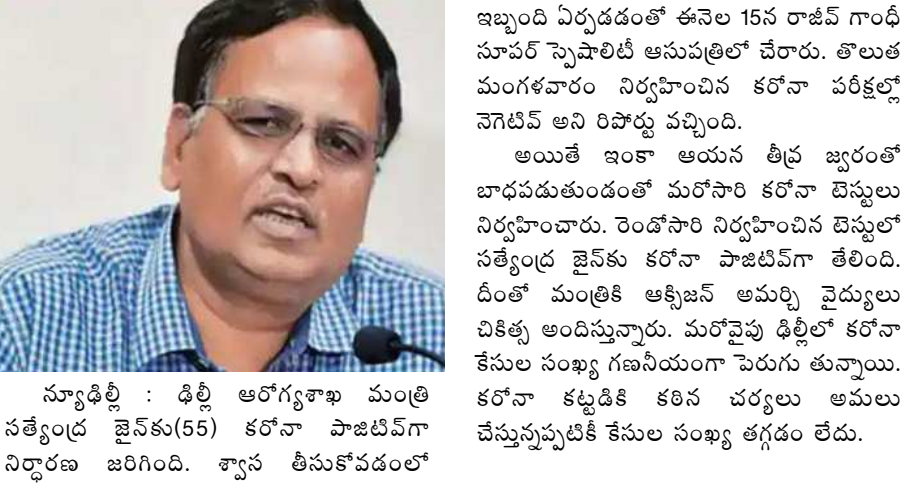 న్యూఢిల్లీ : ఢిల్లీ ఆరోగ్యశాఖ మంత్రి
సత్యేంద్ర జైన్‌కు(55) కరోనా పాజిటివ్‌గా
నిర్ధారణ జరిగింది. శ్వాస తీసుకోవడంలో
ఇబ్బంది ఏర్పడడంతో ఈనెల 15న రాజీవ్ గాంధీ
సూపర్ స్పెషాలిటీ ఆసుపత్రిలో చేరారు. తొలుత
మంగళవారం నిర్వహించిన కరోనా పరీక్షల్లో
నెగెటివ్ అని రిపోర్టు వచ్చింది.
అయితే ఇంకా ఆయన తీవ్ర జ్వరంతో
బాధపడుతుండంతో మరోసారి కరోనా టెస్టులు
నిర్వహించారు. రెండోసారి నిర్వహించిన టెస్టులో
సత్యేంద్ర జైన్‌కు కరోనా పాజిటివ్‌గా తేలింది.
దీంతో మంత్రికి ఆక్సిజన్ అమర్చి వైద్యులు
చికిత్స అందిస్తున్నారు. మరోవైపు ఢిల్లీలో కరోనా
కేసుల సంఖ్య గణనీయంగా పెరుగు తున్నాయి.
కరోనా కట్టడికి కఠిన చర్యలు అమలు
చేస్తున్నప్పటికీ కేసుల సంఖ్య తగ్గడం లేదు.